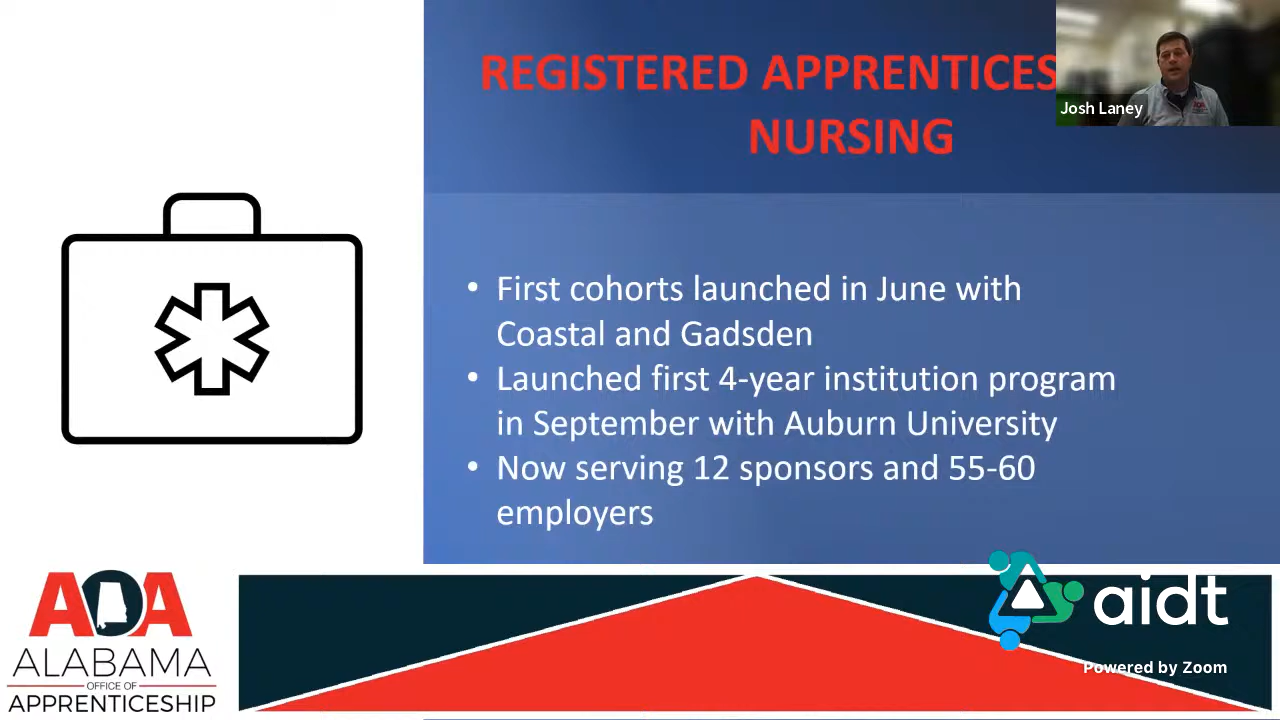 REGISTERED APPRENTICES
NURSING
Josh Laney
• First cohorts launched in June with
Coastal and Gadsden
• Launched first 4-year institution program
in September with Auburn University
• Now serving 12 sponsors and 55-60
employers
AOA
ALABAMA
OFFICE OF
APPRENTICESHIP
aidt
Powered by Zoom